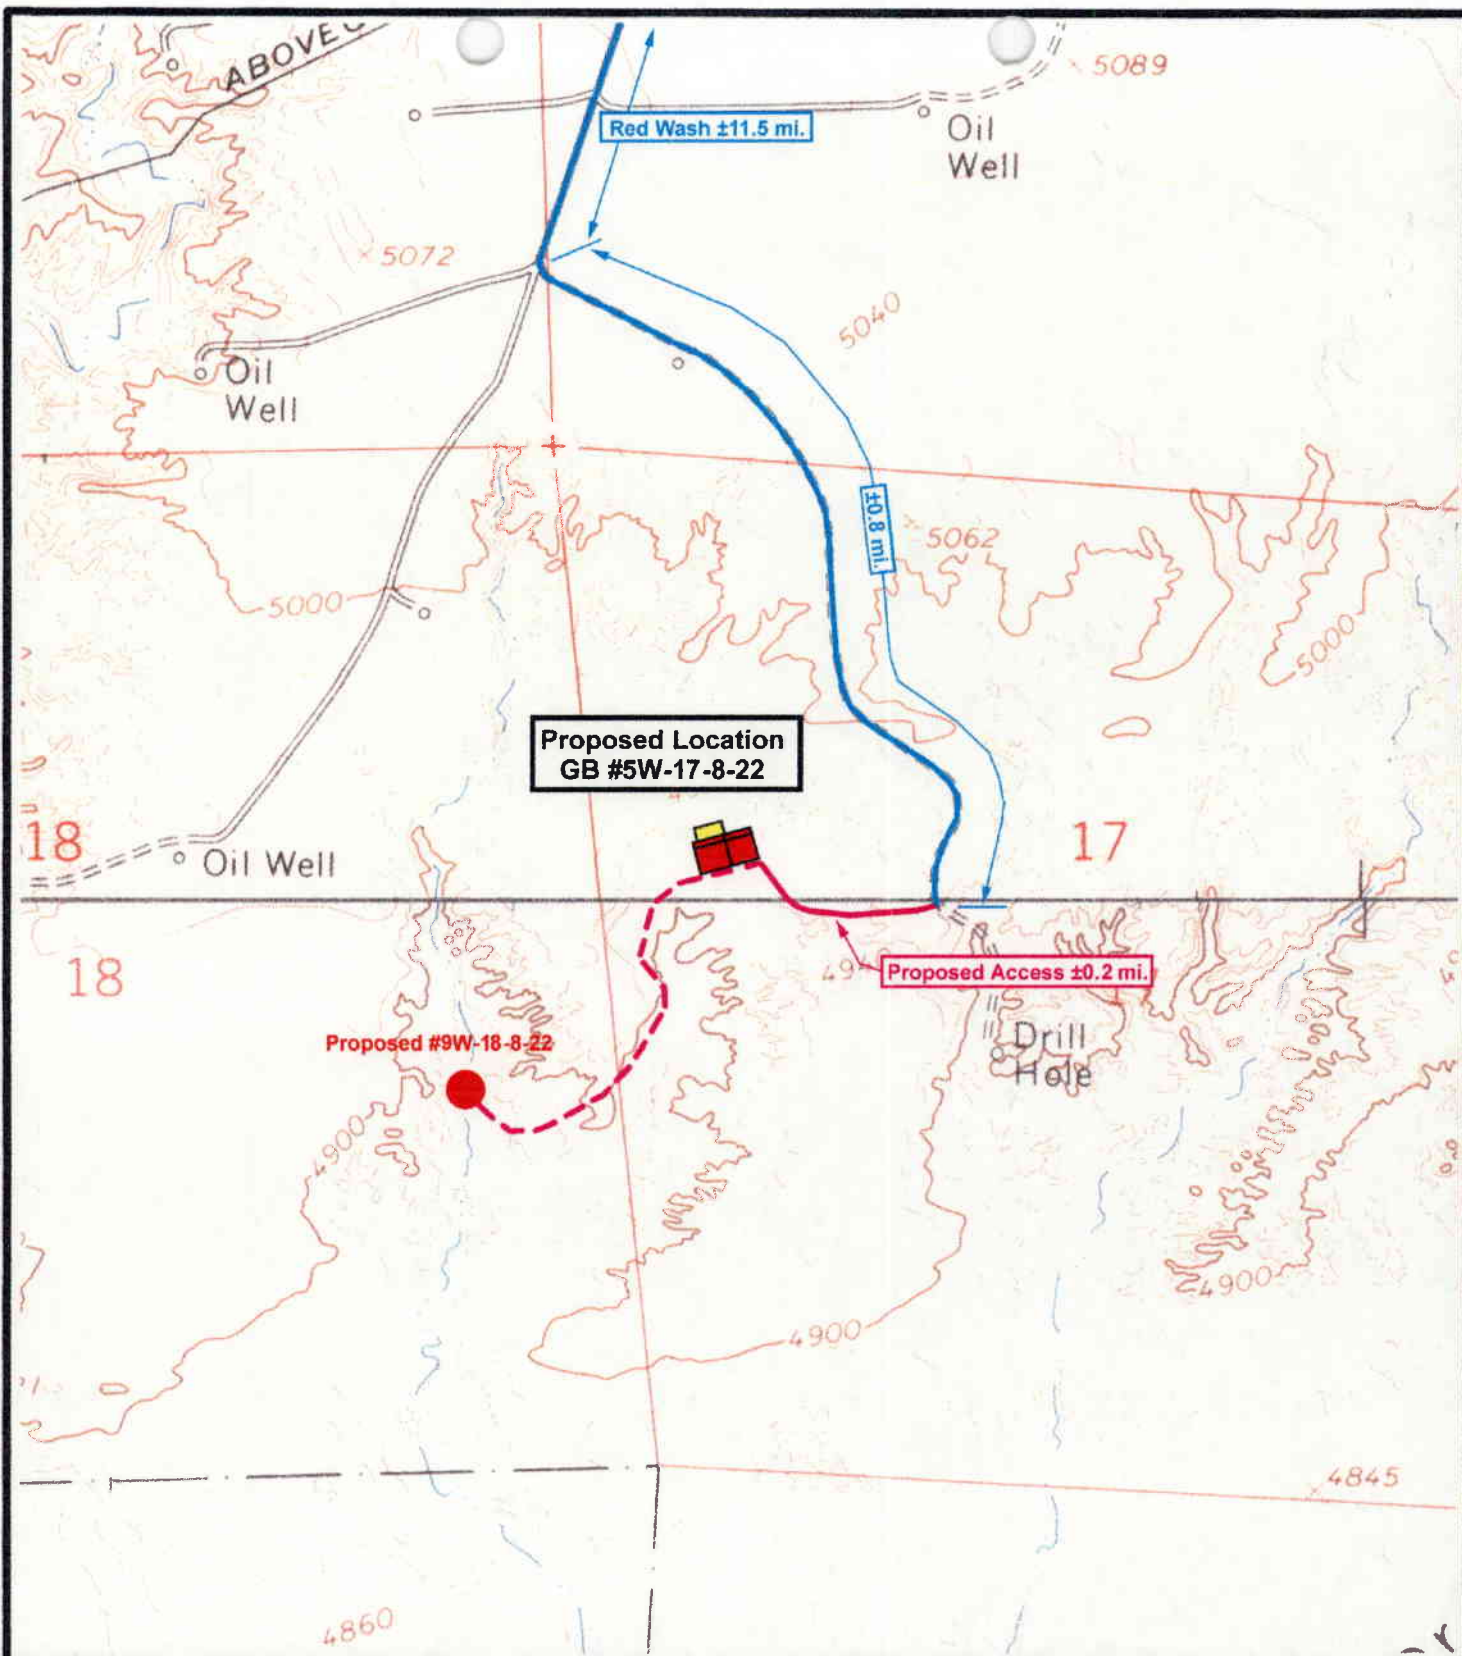 ABOVE
5089
Red Wash ±11.5 mi.
Oil
Well
5072
5040
Oil
Well
±0.8 mi.
5062
5000
5000
Proposed Location
GB #5W-17-8-22
18
17
Oil Well
18
Proposed Access ±0.2 mi.
Drill
Hole
Proposed #9W-18-8-22
4900
4900
4900
4845
4860